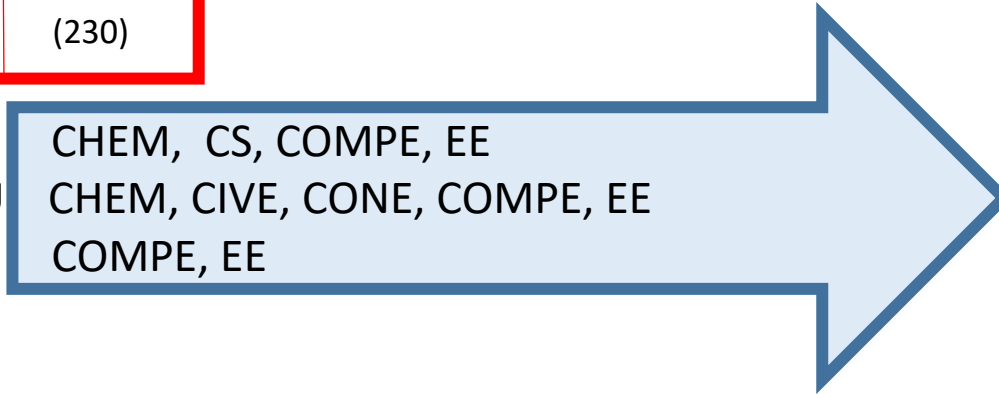 (230)
CHEM, CS, COMPE, EE
CHEM, CIVE, CONE, COMPE, EE
COMPE, EE